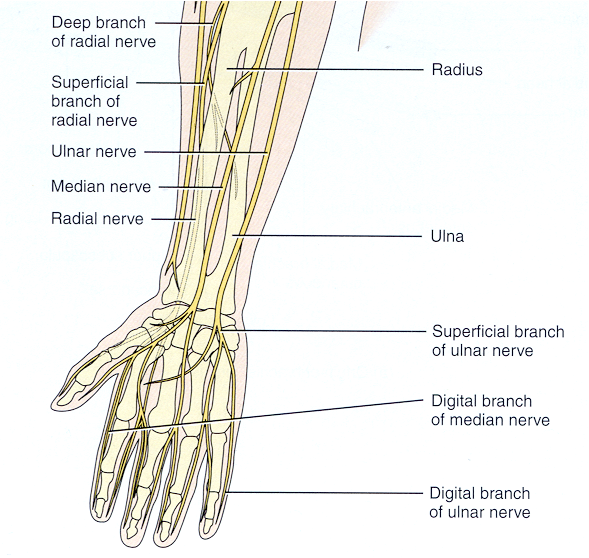 Deep branch
of radial nerve
Superficial
branch of
radial nerve
Ulnar nerve
Median nerve
Radial nerve
Radius
Ulna
Superficial branch
of ulnar nerve
Digital branch
of median nerve
Digital branch
of ulnar nerve